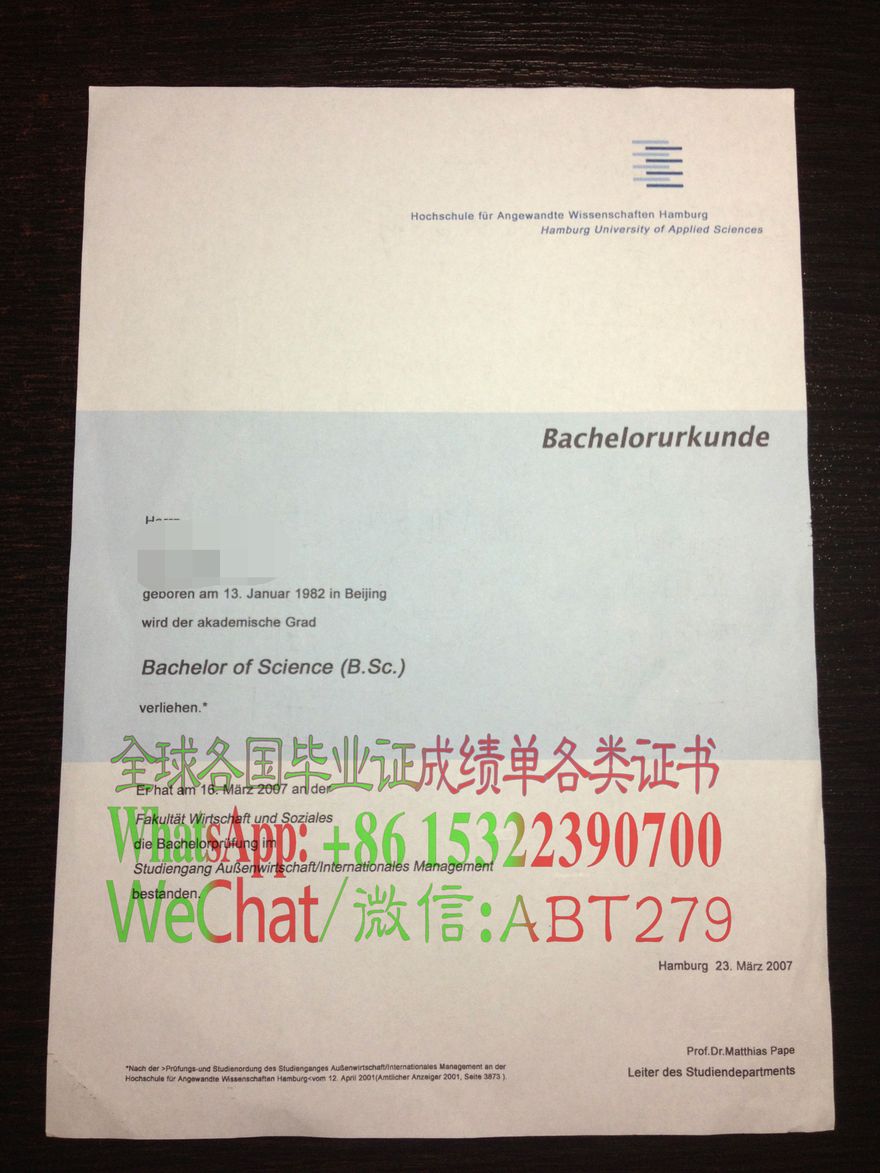 Hochschule für Angewandte Wissenschaften Hamburg
Hamburg University of Applied Sciences
Bachelorurkunde
geboren am 13. Januar 1982 in Beijing
wird der akademische Grad
Bachelor of Science (B.Sc.)
verliehen.*
全球各国毕业证成绩单各类证书
Er hat am 16. März 2007 an der
Fakultät Wirtschaft und Soziales
WhatsApp: +86 15322390700
die Bachelorprüfung im
Studiengang Außenwirtschaft/Internationales Management
bestanden.
WeChat/微信:ABT279
Hamburg 23. März 2007
Prof.Dr.Matthias Pape
Leiter des Studiendepartments
*Nach der >Prüfungs-und Studienordung des Studienganges Außenwirtschaft/Internationales Management an der
Hochschule für Angewandte Wissenschaften Hamburg<vom 12. April 2001(Amtlicher Anzeiger 2001, Seite 3873 ).